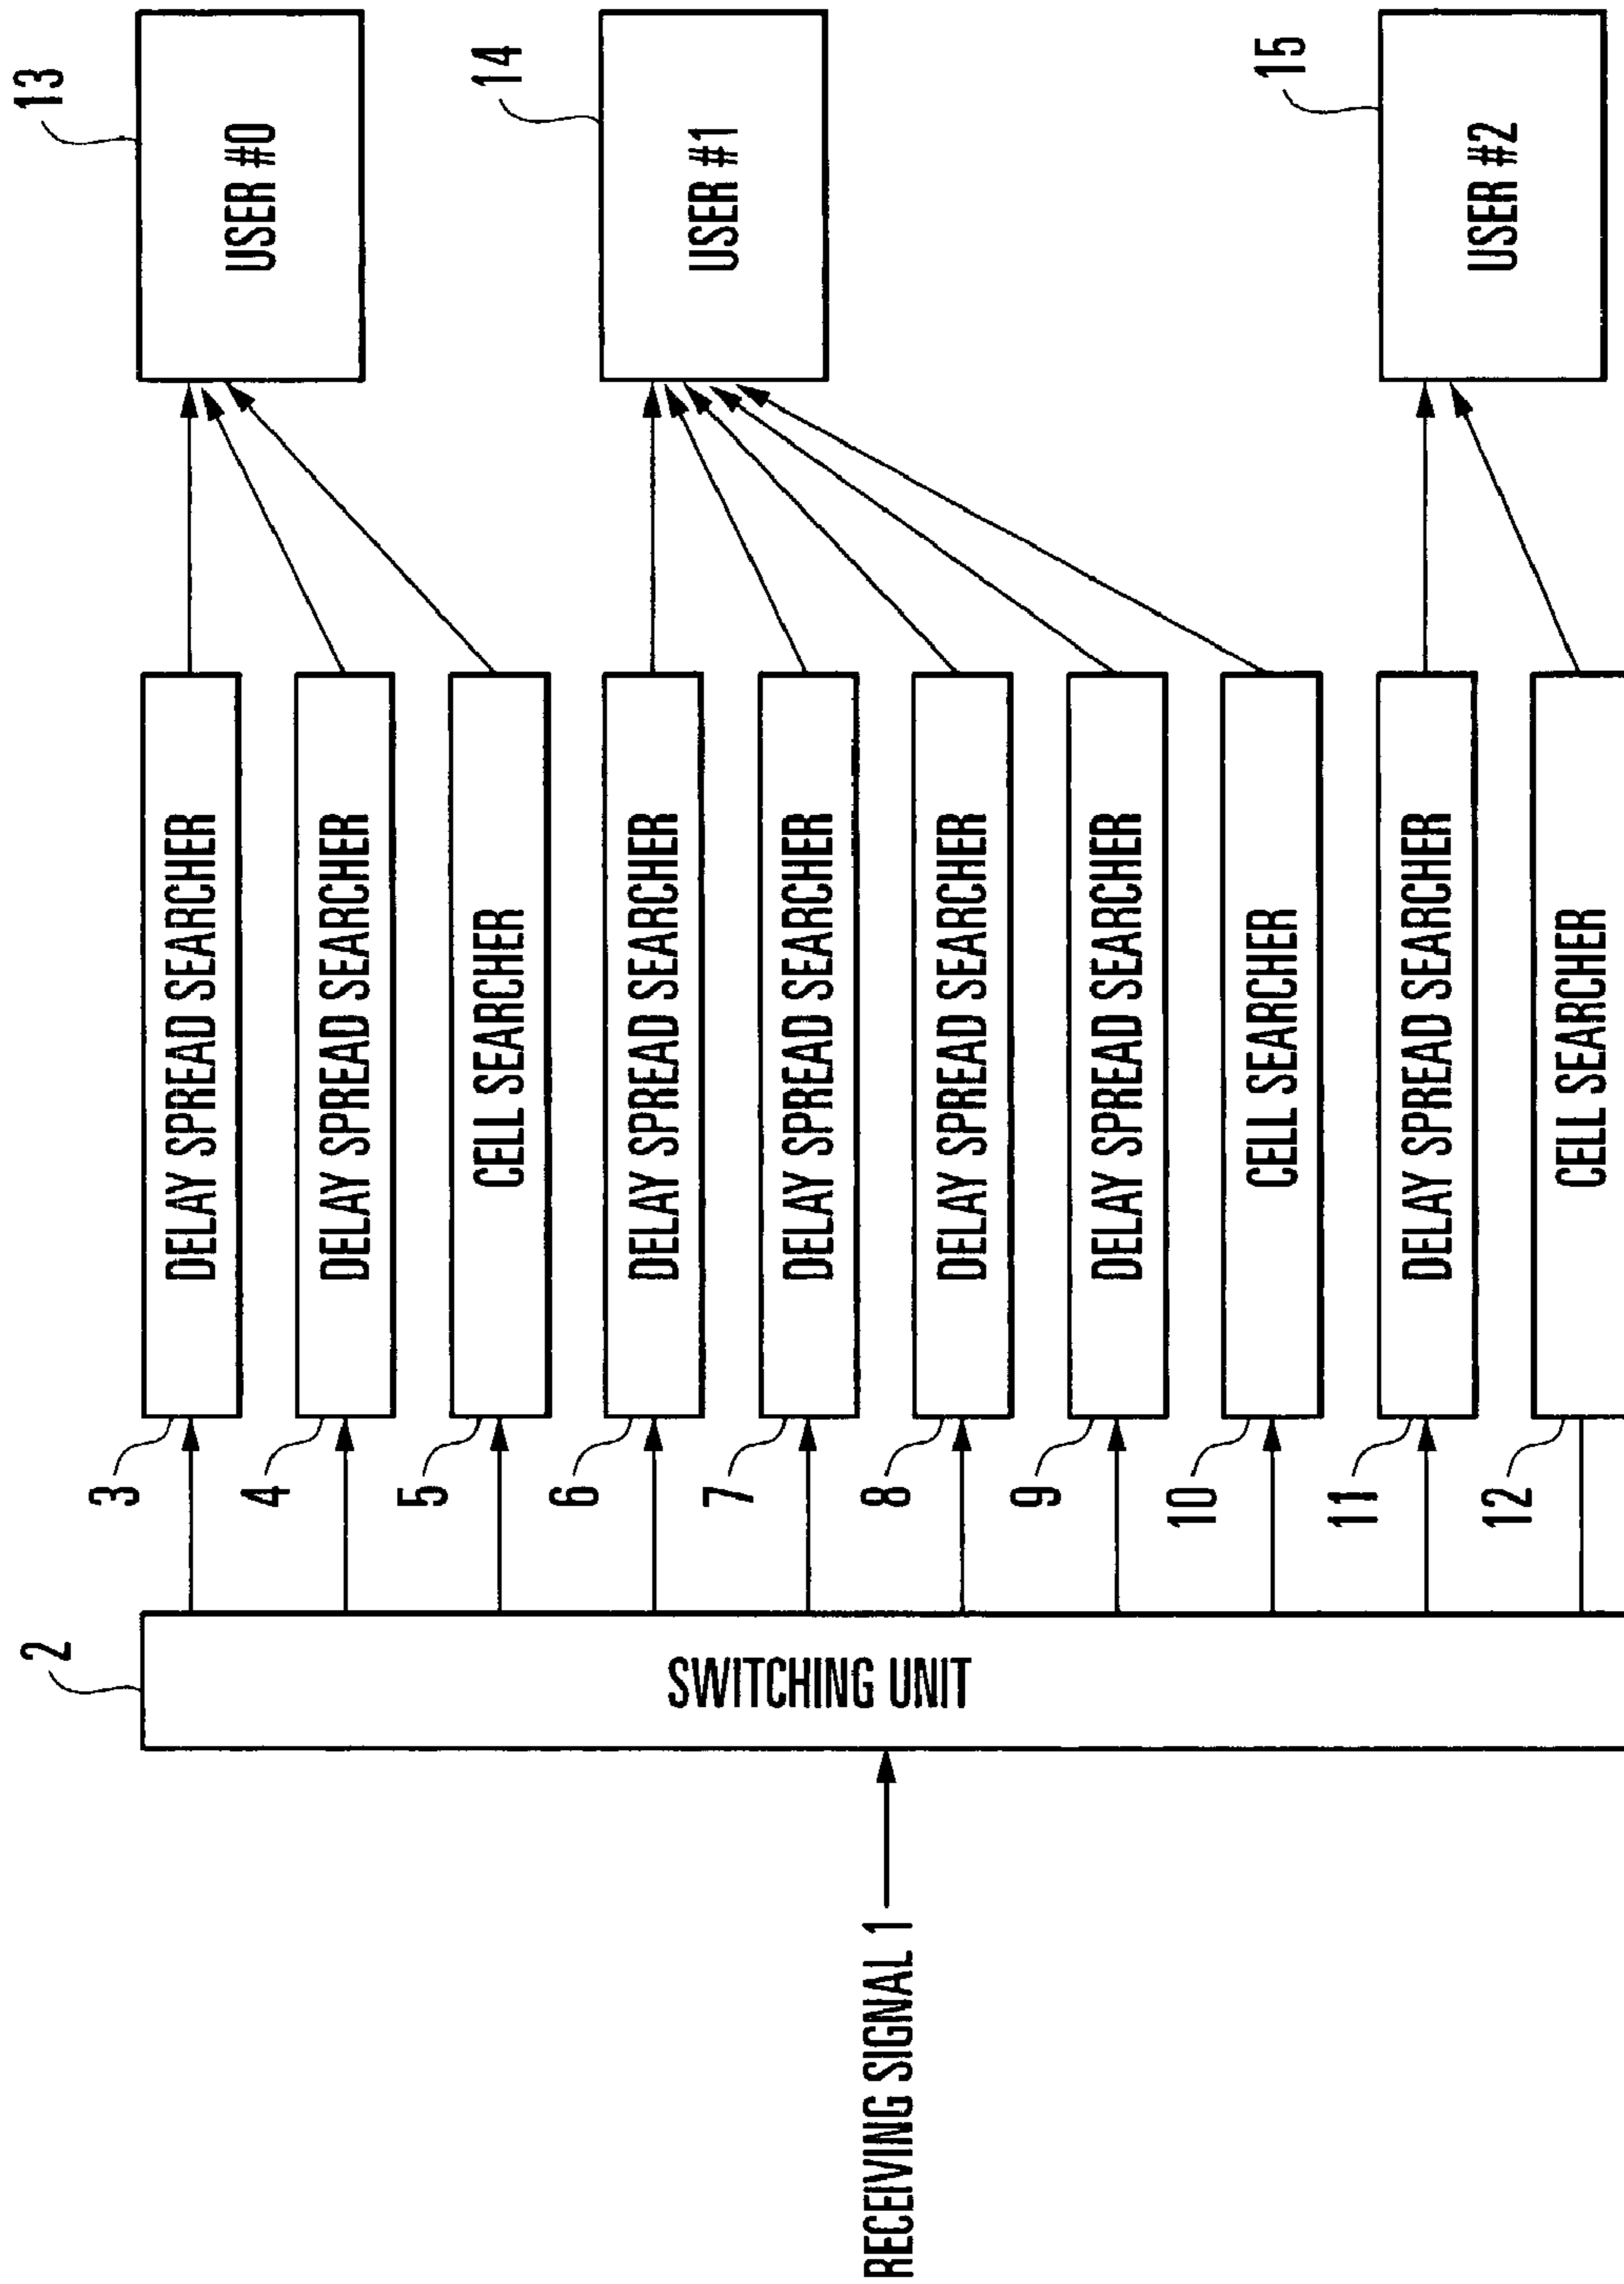 RECEIVING SIGNAL 1
2
SWITCHING UNIT
3
DELAY SPREAD SEARCHER
4
DELAY SPREAD SEARCHER
5
CELL SEARCHER
6
DELAY SPREAD SEARCHER
7
DELAY SPREAD SEARCHER
8
DELAY SPREAD SEARCHER
9
DELAY SPREAD SEARCHER
10
CELL SEARCHER
11
DELAY SPREAD SEARCHER
12
CELL SEARCHER
13
USER #0
14
USER #1
15
USER #2